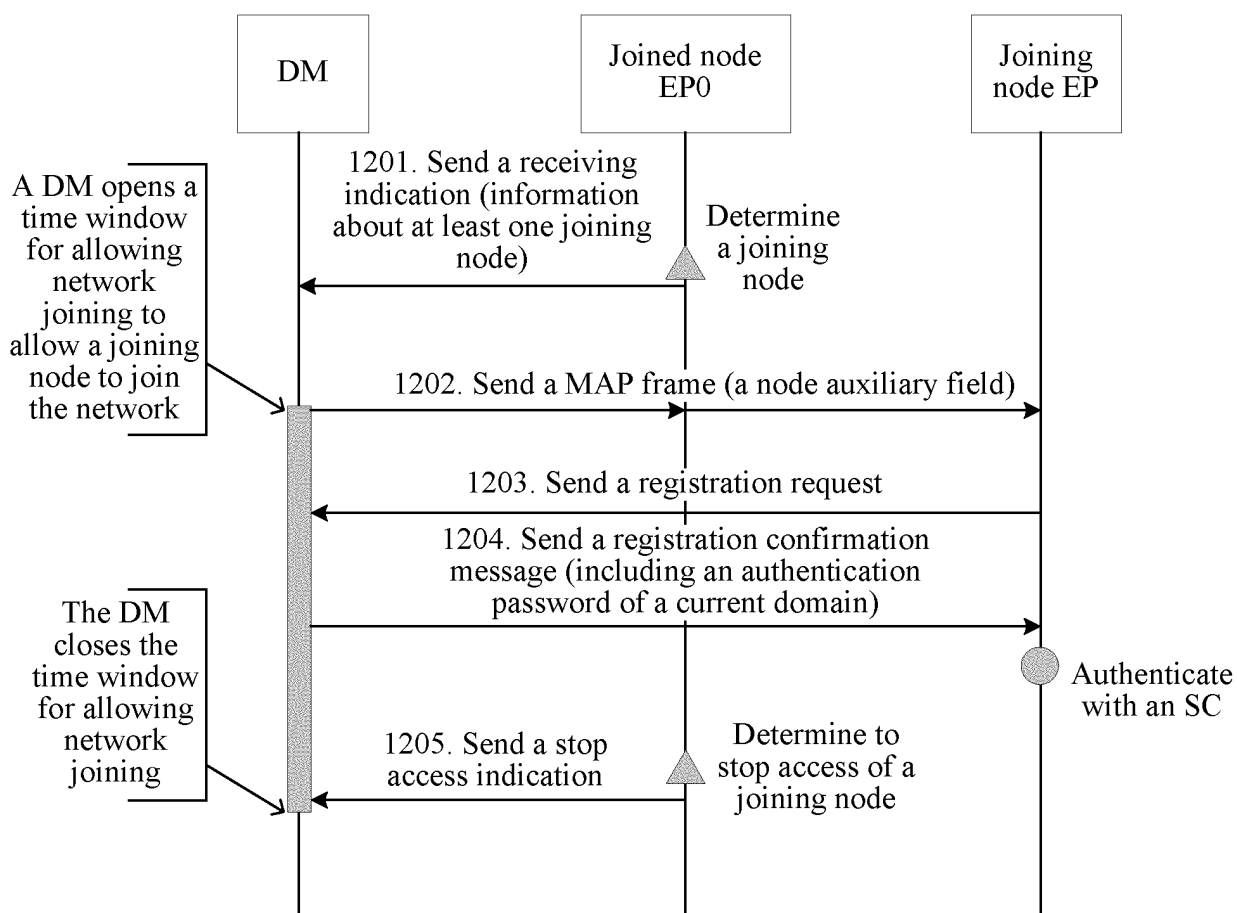 DM
Joined node
EP0
Joining
node EP
1201. Send a receiving
indication (information
about at least one joining
node)
Determine
a joining
node
A DM opens a
time window
for allowing
network
joining to
allow a joining
node to join
the network
1202. Send a MAP frame (a node auxiliary field)
1203. Send a registration request
1204. Send a registration confirmation
message (including an authentication
password of a current domain)
The DM
closes the
time window
for allowing
network
joining
Authenticate
with an SC
1205. Send a stop
access indication
Determine to
stop access of a
joining node